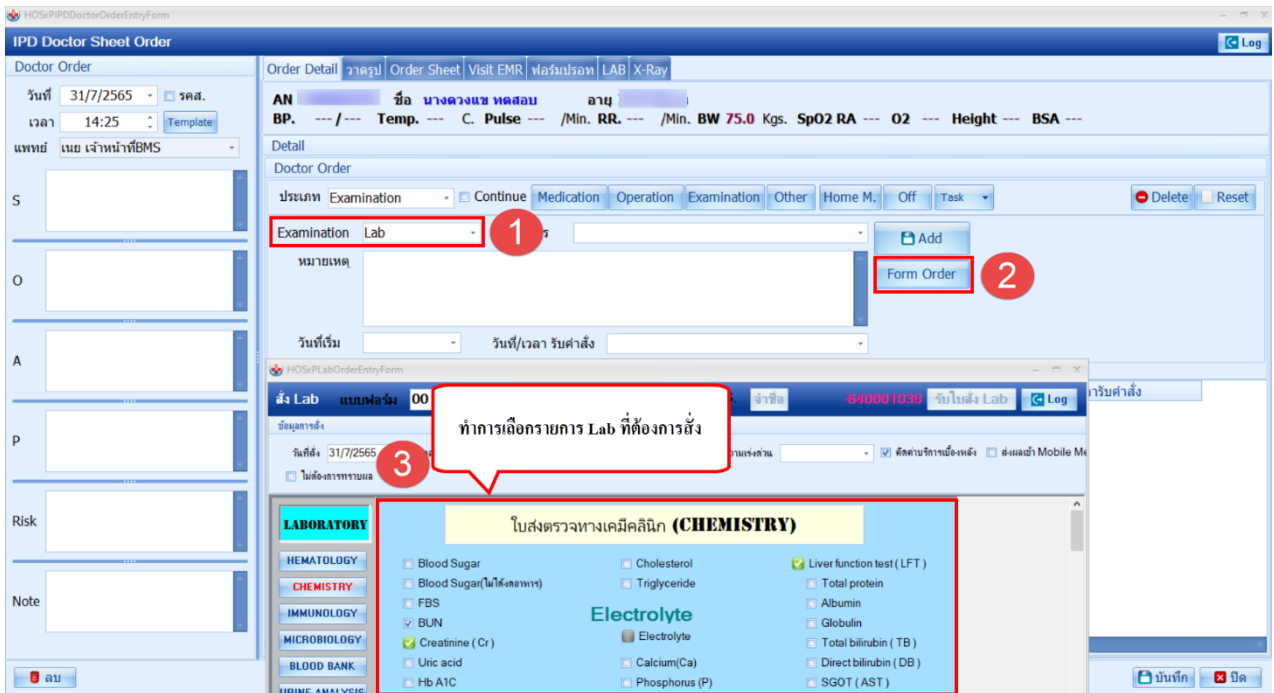 HOSxPIPDDoctorOrderEntryForm
IPD Doctor Sheet Order
Log
Doctor Order
วันที่ 31/7/2565 รคส.
เวลา 14:25 Template
แพทย์ เนย เจ้าหน้าที่BMS
S
O
A
P
Risk
Note
ลบ
Order Detail วาดรูป Order Sheet Visit EMR ฟอร์มปรอท LAB X-Ray
AN ชื่อ นางดวงแข ทดสอบ อายุ
BP. --- / --- Temp. --- C. Pulse --- /Min. RR. --- /Min. BW 75.0 Kgs. SpO2 RA --- O2 --- Height --- BSA ---
Detail
Doctor Order
ประเภท Examination Continue Medication Operation Examination Other Home M. Off Task Delete Reset
Examination Lab 1 Add
หมายเหตุ
Form Order 2
วันที่เริ่ม วันที่/เวลา รับคำสั่ง
HOSxPLabOrderEntryForm
สั่ง Lab แบบฟอร์ม 00 จำชื่อ 640001039 รับใบสั่ง Lab Log
ทำการเลือกรายการ Lab ที่ต้องการสั่ง
ข้อมูลการสั่ง
วันที่สั่ง 31/7/2565 3 ความเร่งด่วน คิดค่าบริการเบื้องหลัง ส่งผลเข้า Mobile Me
ไม่ต้องการทราบผล
LABORATORY
HEMATOLOGY
CHEMISTRY
IMMUNOLOGY
MICROBIOLOGY
BLOOD BANK
URINE ANALYSIS
ใบส่งตรวจทางเคมีคลินิก (CHEMISTRY)
Blood Sugar
Blood Sugar(ไม่ได้งดอาหาร)
FBS
BUN
Creatinine ( Cr )
Uric acid
Hb A1C
Cholesterol
Triglyceride
Electrolyte
Electrolyte
Calcium(Ca)
Phosphorus (P)
Liver function test ( LFT )
Total protein
Albumin
Globulin
Total bilirubin ( TB )
Direct bilirubin ( DB )
SGOT ( AST )
บันทึก ปิด